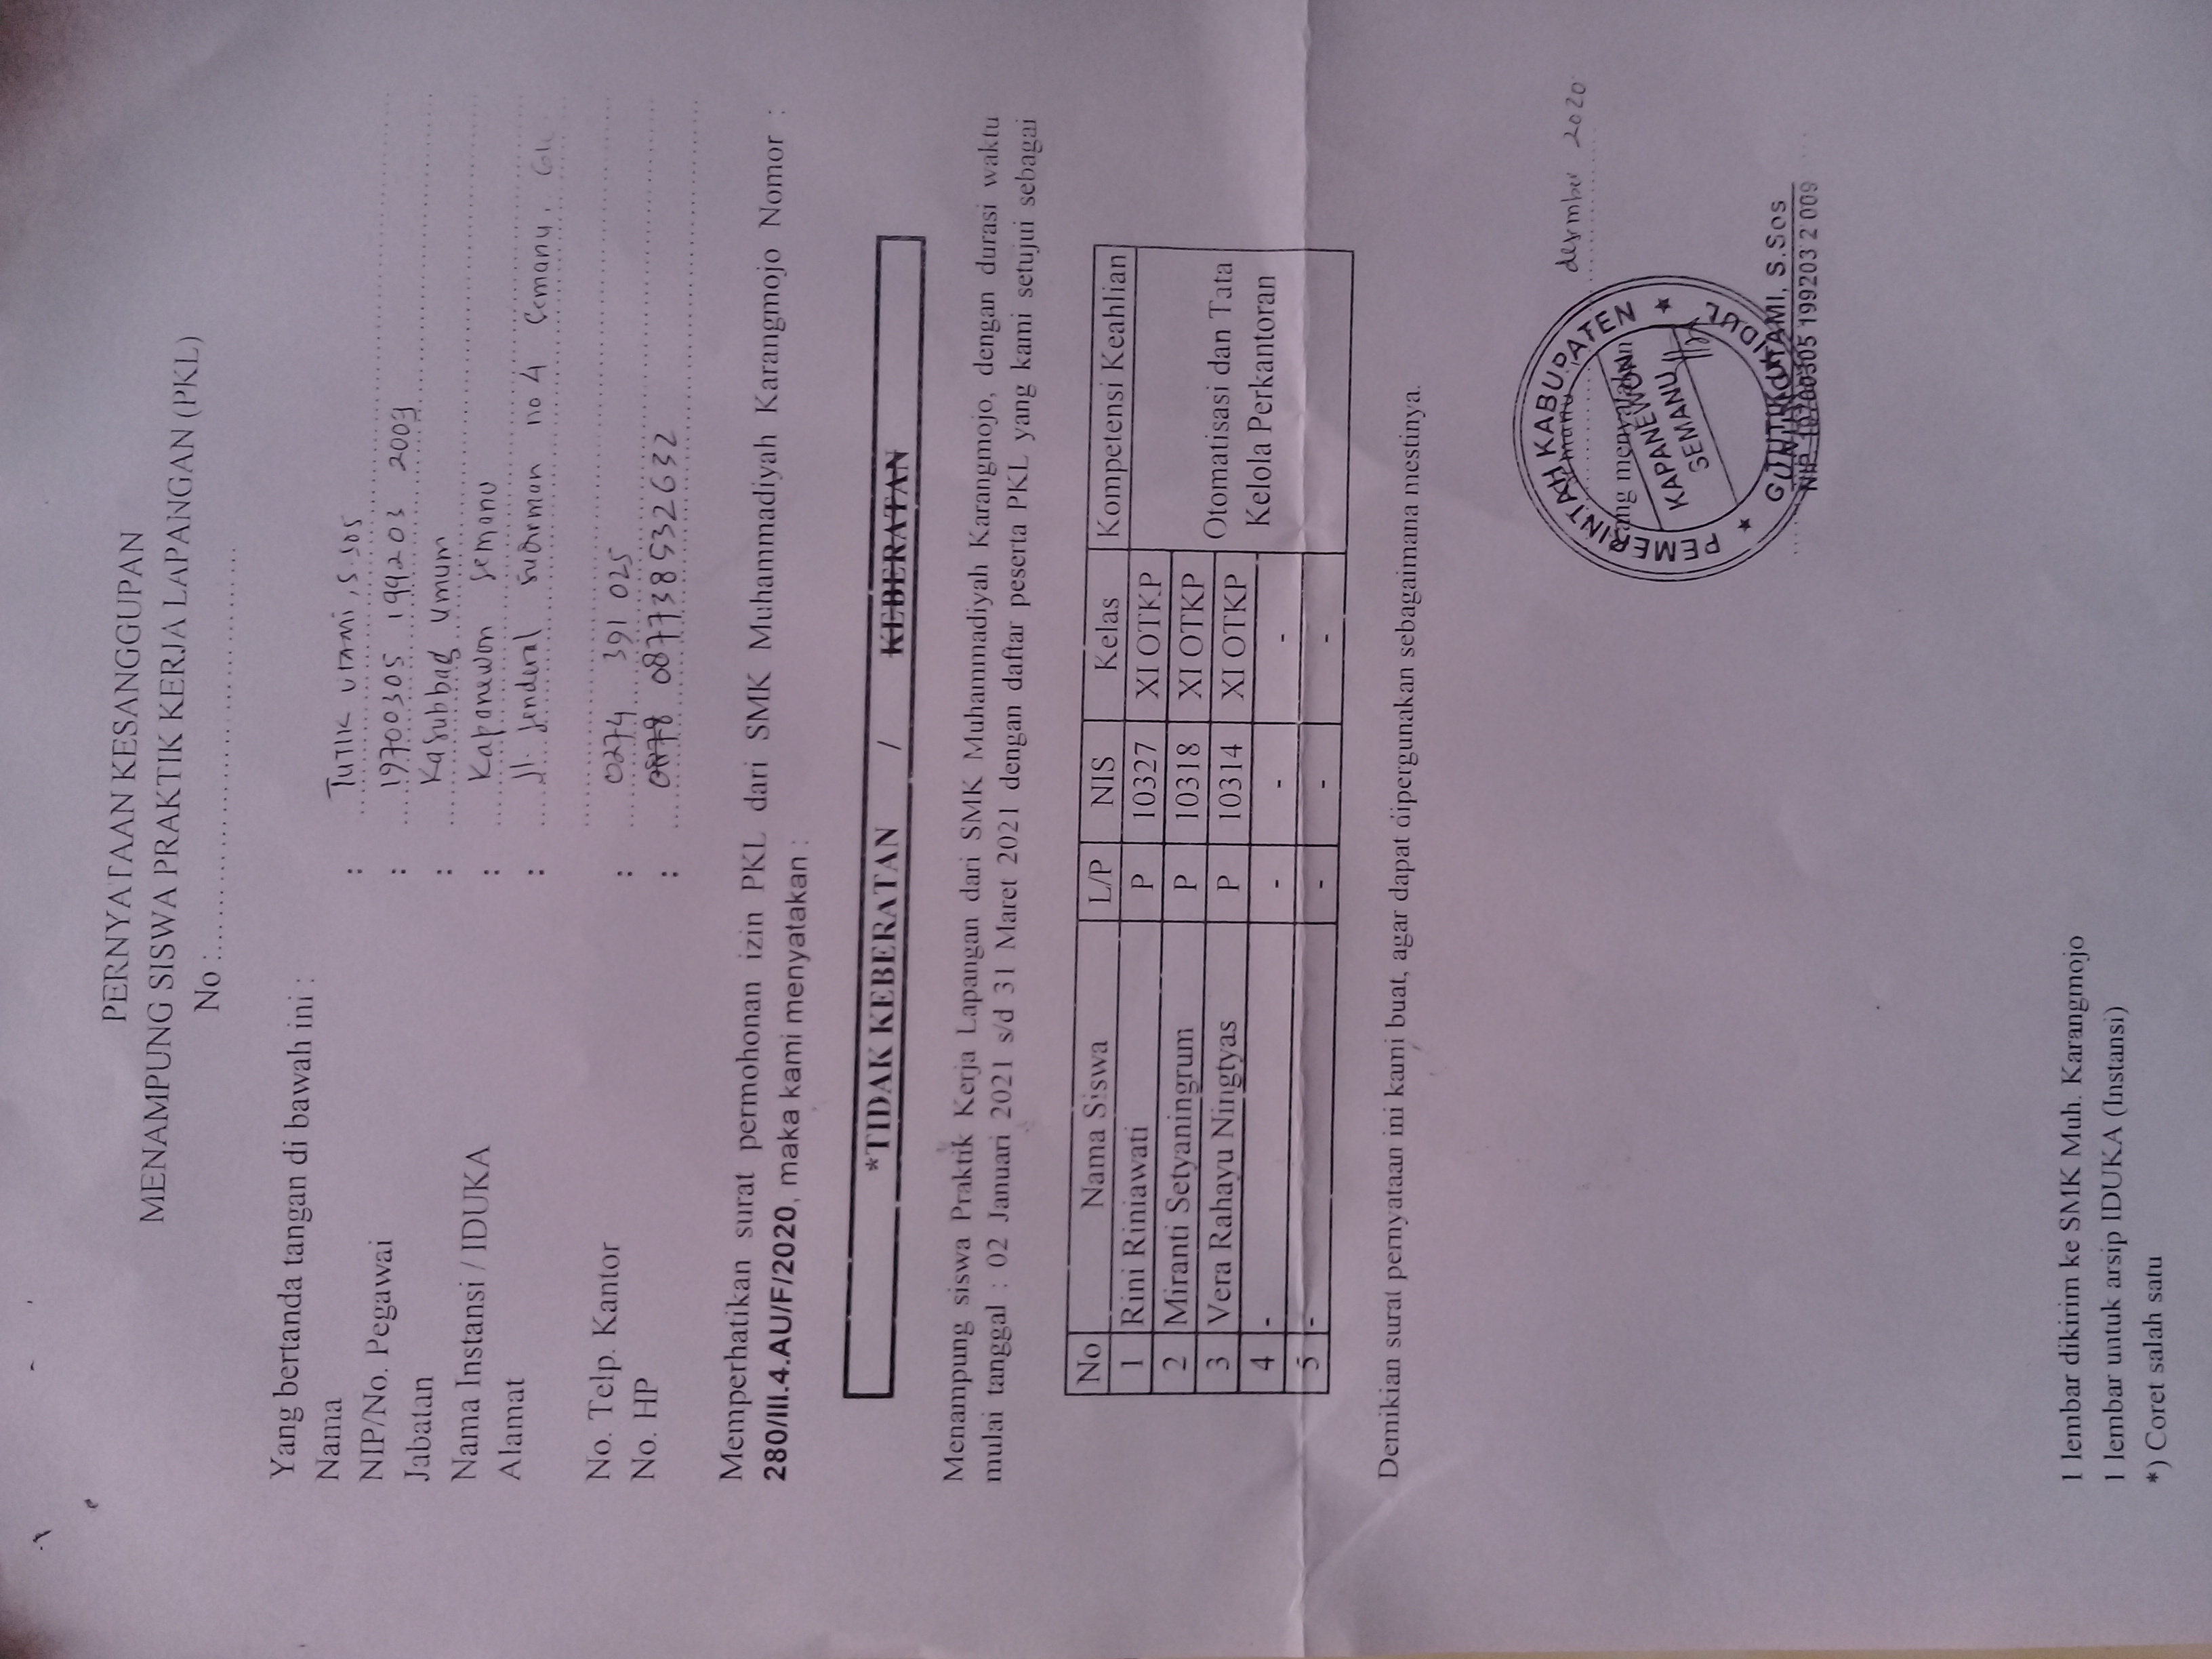 PERNYATAAN KESANGGUPAN
MENAMPUNG SISWA PRAKTIK KERJA LAPANGAN (PKL)
No :..........................................
Yang bertanda tangan di bawah ini :
Nama : Tutik Utami, S.Sos
NIP/No. Pegawai : 19700305 199203 2009
Jabatan : Kasubbag Umum
Nama Instansi / IDUKA : Kapanewon Semanu
Alamat : Jl. Jenderal Sudirman no 4 Semanu,
No. Telp. Kantor : 0274 391 025
No. HP : 0878 087738532632
Memperhatikan surat permohonan izin PKL dari SMK Muhammadiyah Karangmojo Nomor :
280/III.4.AU/F/2020, maka kami menyatakan :
*TIDAK KEBERATAN / KEBERATAN
Menampung siswa Praktik Kerja Lapangan dari SMK Muhammadiyah Karangmojo, dengan durasi waktu
mulai tanggal : 02 Januari 2021 s/d 31 Maret 2021 dengan daftar peserta PKL yang kami setujui sebagai
No Nama Siswa L/P NIS Kelas Kompetensi Keahlian
1 Rini Riniawati P 10327 XI OTKP
2 Miranti Setyaningrum P 10318 XI OTKP
3 Vera Rahayu Ningtyas P 10314 XI OTKP
Otomatisasi dan Tata
Kelola Perkantoran
4 - - - -
5 - - - -
Demikian surat pernyataan ini kami buat, agar dapat dipergunakan sebagaimana mestinya.
Semanu, desember 2020
Yang menyatakan
PEMERINTAH KABUPATEN
KAPANEWON
SEMANU
GUNUNGKIDUL
TUTIK UTAMI, S.Sos
NIP 19700305 199203 2 009
1 lembar dikirim ke SMK Muh. Karangmojo
1 lembar untuk arsip IDUKA (Instansi)
*) Coret salah satu